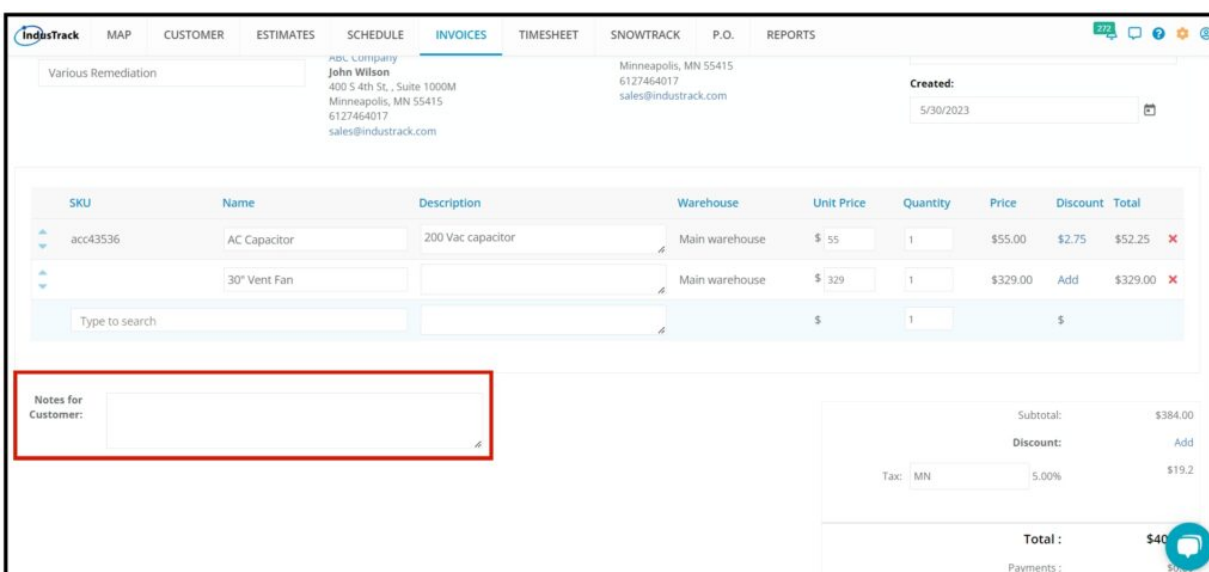 IndusTrack MAP CUSTOMER ESTIMATES SCHEDULE INVOICES TIMESHEET SNOWTRACK P.O. REPORTS 272
ABC Company
Various Remediation
John Wilson
400 S 4th St, , Suite 1000M
Minneapolis, MN 55415
6127464017
sales@industrack.com
Minneapolis, MN 55415
6127464017
sales@industrack.com
Created:
5/30/2023
SKU Name Description Warehouse Unit Price Quantity Price Discount Total
acc43536 AC Capacitor 200 Vac capacitor Main warehouse $ 55 1 $55.00 $2.75 $52.25
30" Vent Fan Main warehouse $ 329 1 $329.00 Add $329.00
Type to search $ 1 $
Notes for
Customer:
Subtotal: $384.00
Discount: Add
Tax: MN 5.00% $19.2
Total : $40
Payments :